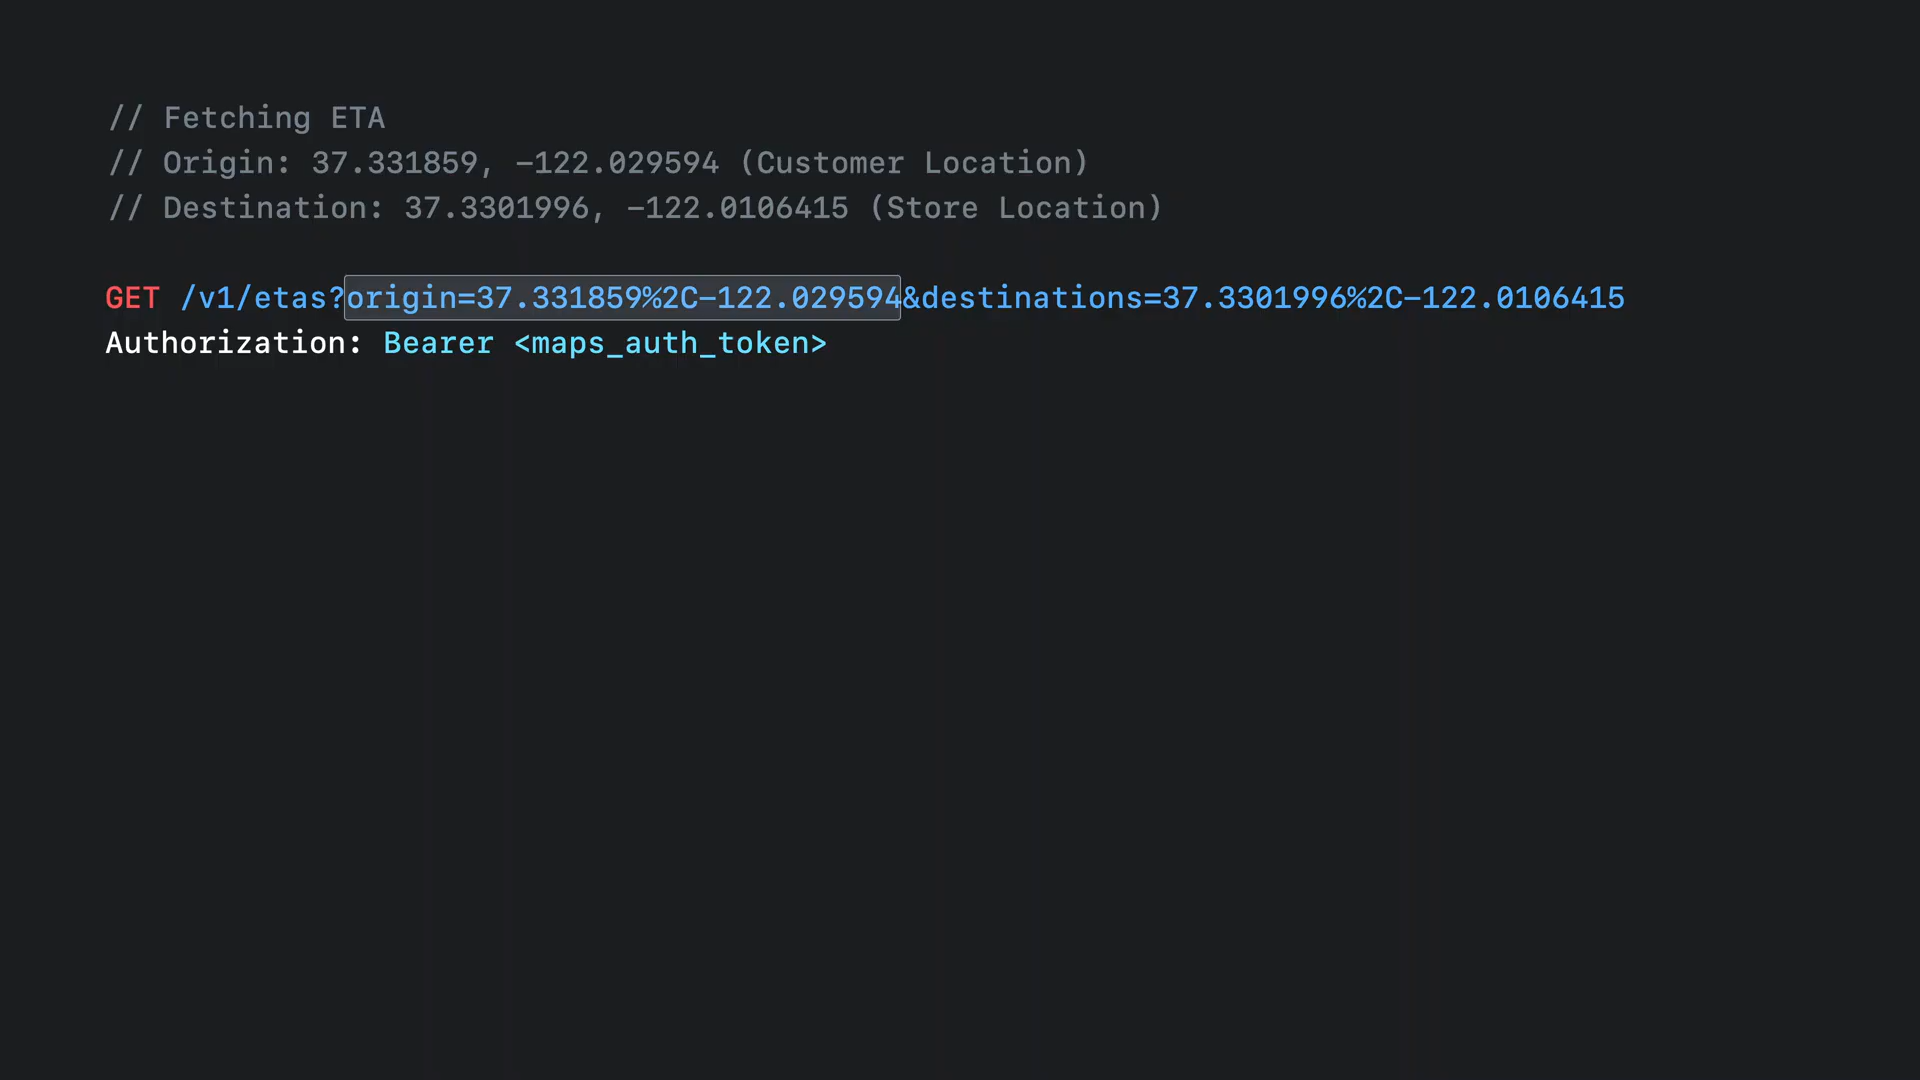 // Fetching ETA
// Origin: 37.331859, -122.029594 (Customer Location)
// Destination: 37.3301996, -122.0106415 (Store Location)
GET /v1/etas?origin=37.331859%2C-122.029594&destinations=37.3301996%2C-122.0106415
Authorization: Bearer <maps_auth_token>